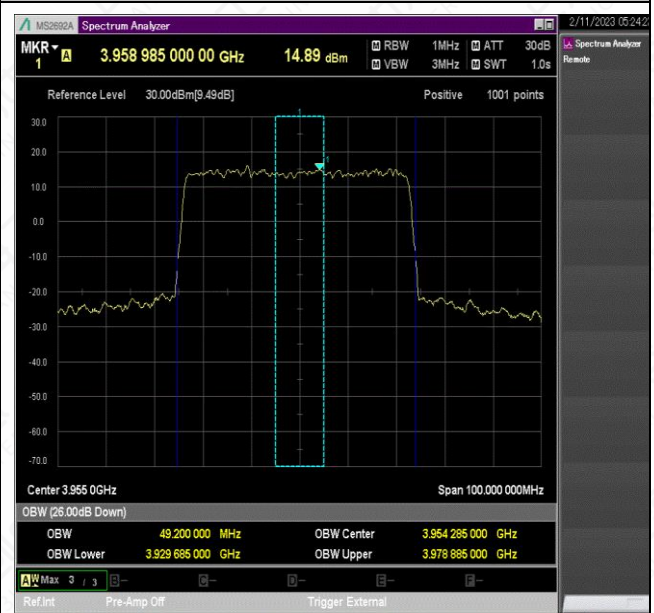 MS2692A Spectrum Analyzer
2/11/2023 05:24:2
MKR 1 A 3.958 985 000 00 GHz 14.89 dBm
M RBW 1MHz M ATT 30dB
M VBW 3MHz M SWT 1.0s
Spectrum Analyzer
Remote
Reference Level 30.00dBm[9.49dB] Positive 1001 points
1
30.0
20.0
1
10.0
0.0
-10.0
-20.0
-30.0
-40.0
-50.0
-60.0
-70.0
Center 3.955 0GHz Span 100.000 000MHz
OBW (26.00dB Down)
OBW 49.200 000 MHz OBW Center 3.954 285 000 GHz
OBW Lower 3.929 685 000 GHz OBW Upper 3.978 885 000 GHz
A W Max 3 / 3 B- C- D- E- F-
Ref.Int Pre-Amp Off Trigger External